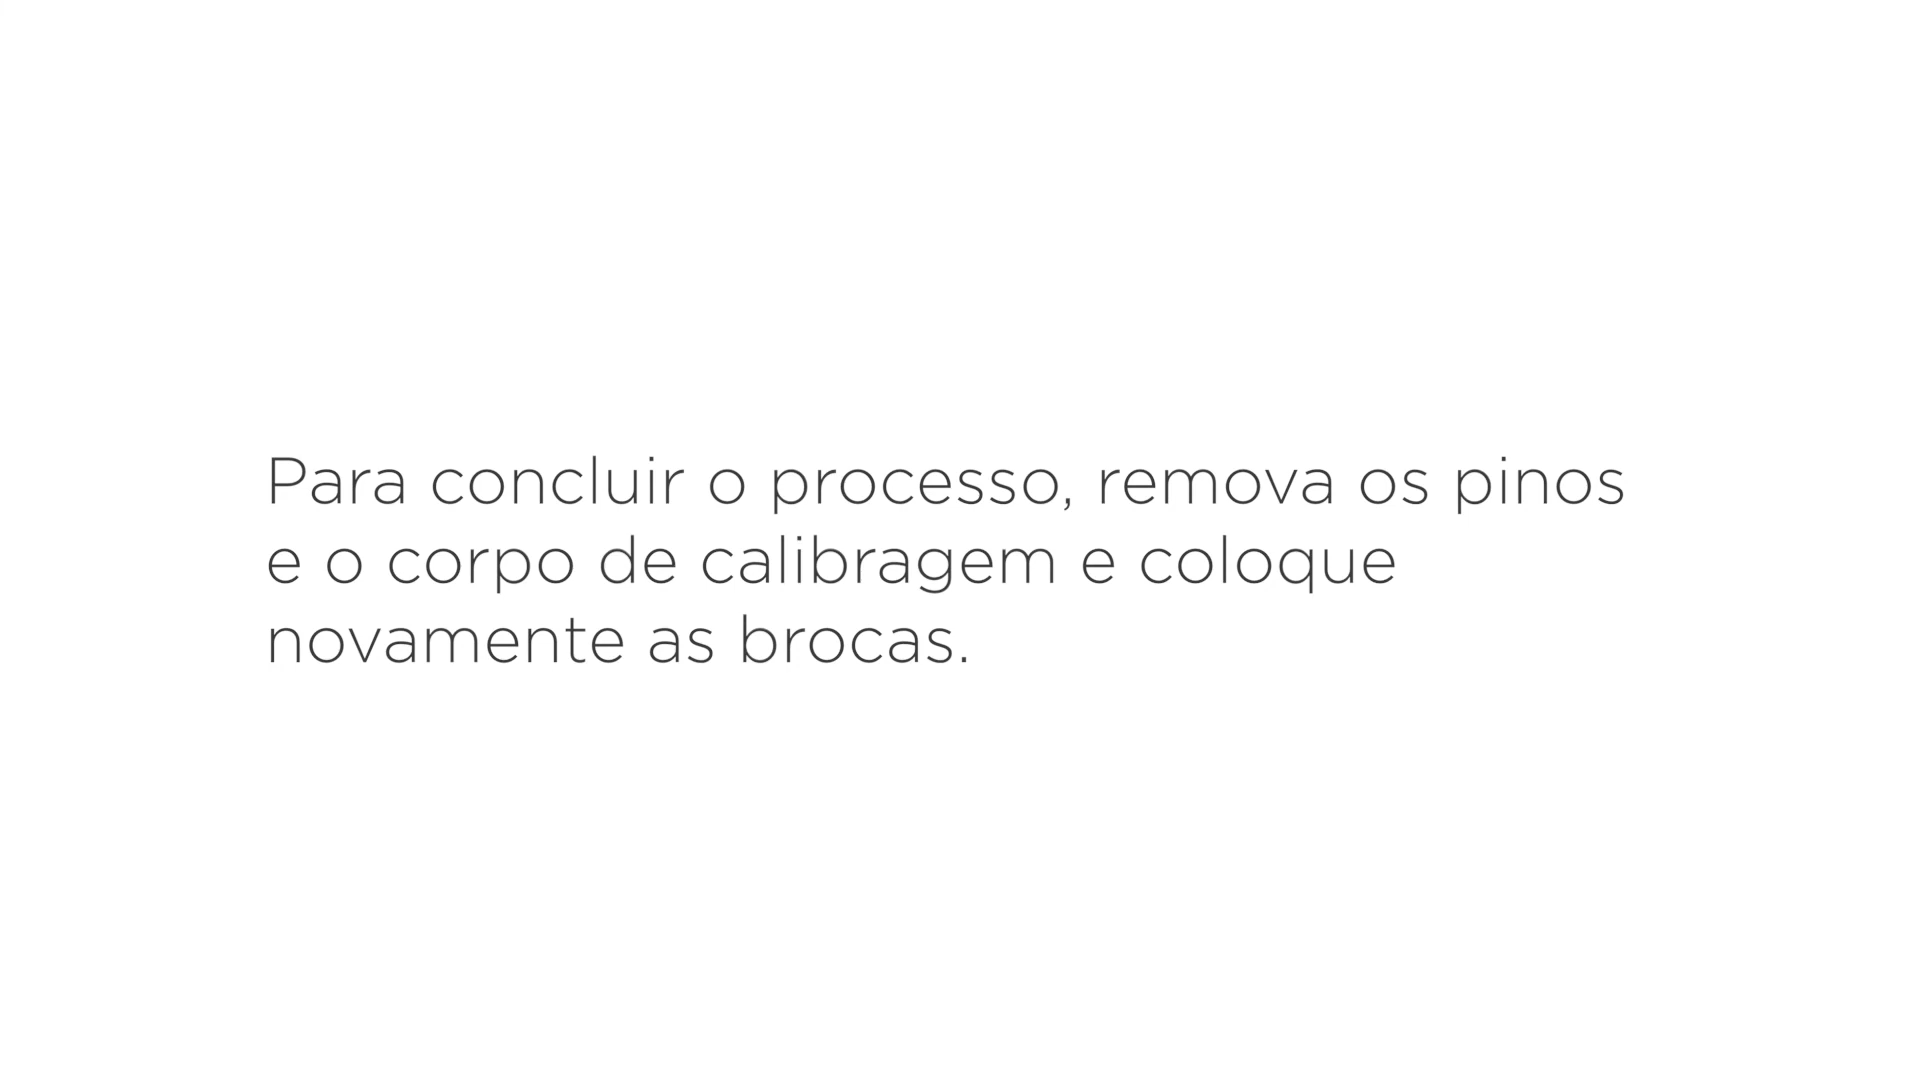 Para concluir o processo, remova os pinos
e o corpo de calibragem e coloque
novamente as brocas.